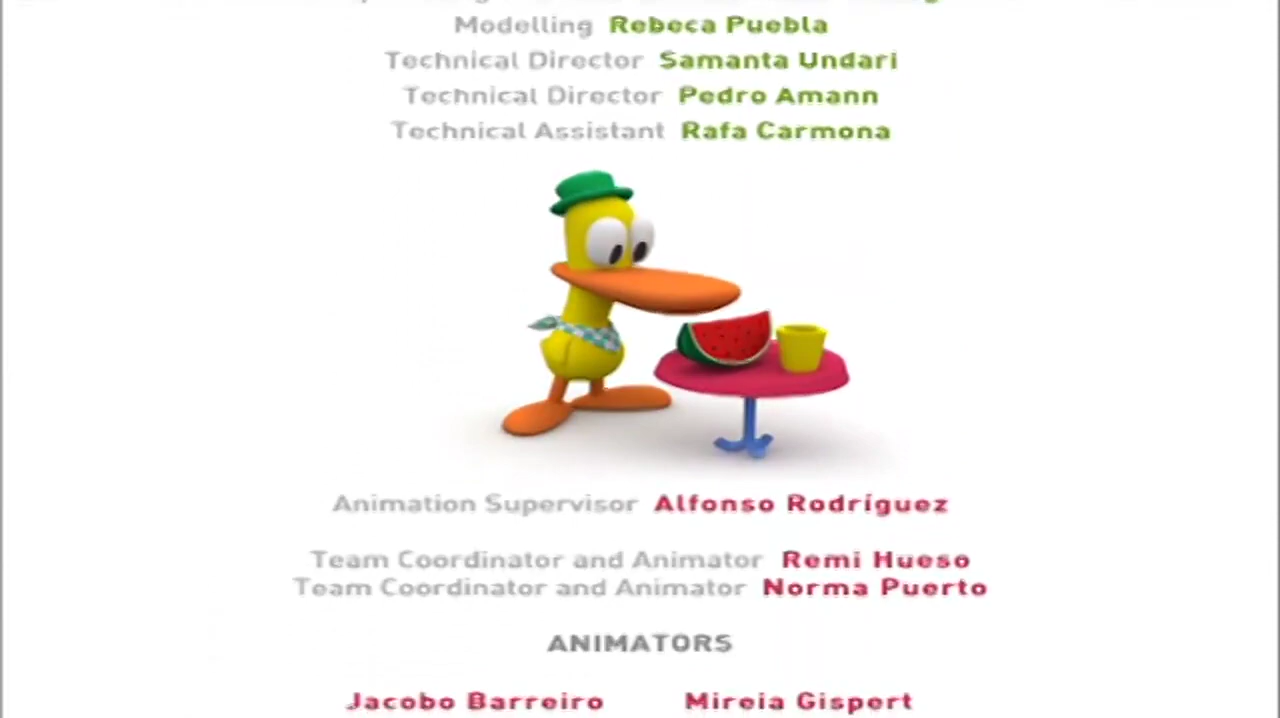 Modelling Rebeca Puebla
Technical Director Samanta Undari
Technical Director Pedro Amann
Technical Assistant Rafa Carmona
Animation Supervisor Alfonso Rodríguez
Team Coordinator and Animator Remi Hueso
Team Coordinator and Animator Norma Puerto
ANIMATORS
Jacobo Barreiro Mireia Gispert